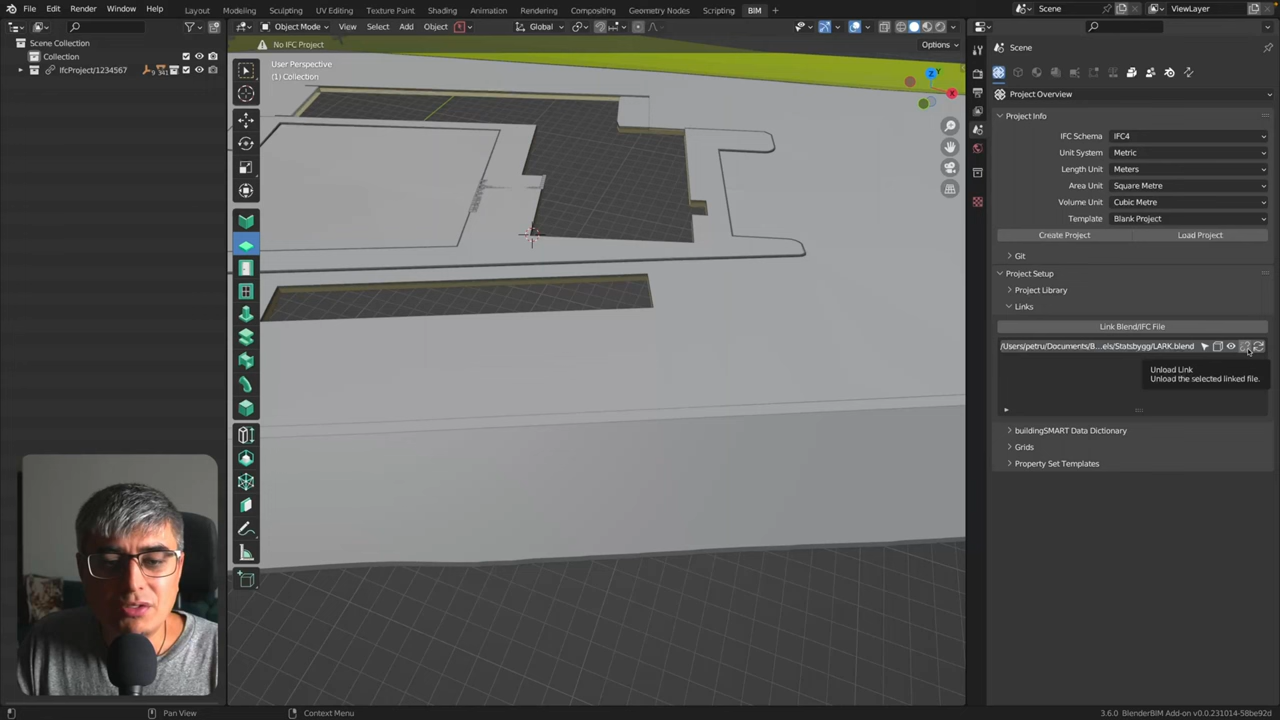 File Edit Render Window Help Layout Modeling Sculpting UV Editing Texture Paint Shading Animation Rendering Compositing Geometry Nodes Scripting BIM + Scene ViewLayer
Object Mode View Select Add Object Global
No IFC Project Options
Scene Collection
Collection
IfcProject/1234567 9 341
User Perspective
(1) Collection
Z
Y
X
Scene
Project Overview
Project Info
IFC Schema IFC4
Unit System Metric
Length Unit Meters
Area Unit Square Metre
Volume Unit Cubic Metre
Template Blank Project
Create Project Load Project
Git
Project Setup
Project Library
Links
Link Blend/IFC File
/Users/petru/Documents/B...els/Statsbygg/LARK.blend
Unload Link
Unload the selected linked file.
buildingSMART Data Dictionary
Grids
Property Set Templates
Pan View Context Menu 3.6.0 BlenderBIM Add-on v0.0.231014-58be92d